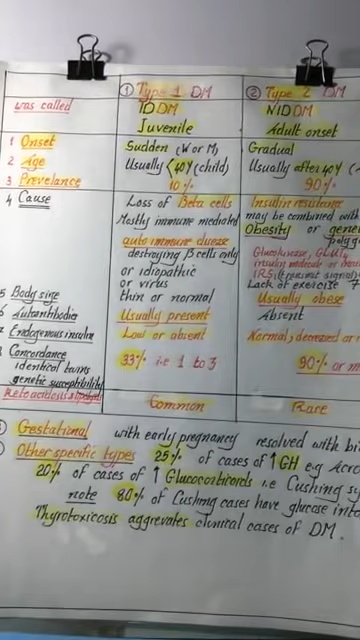 ① Type 1 DM ② Type 2 DM
was called IDDM NIDDM
Juvenile Adult onset
1 Onset Sudden (W or M) Gradual
2 Age Usually <40Y (child) Usually after 40Y
3 Prevelance 10% 90%
4 Cause Loss of Beta cells Insulin resistance
Mostly immune mediated may be combined with
auto immune disease Obesity or
destroying B cells only
or idiopathic
or virus Lack of exercise
5 Body size thin or normal Usually obese
6 Autoantibodies Usually present Absent
7 Endogenous insulin Low or absent Normal, decreased or
8 Concordance 33% i.e 1 to 3 90% or
identical twins
genetic susceptibility
Ketoacidosis Common Rare
Gestational with early pregnancy resolved with
Other specific types 25% of cases of ↑GH e.g
20% of cases of ↑ Glucocorticoids i.e Cushing
note 80% of Cushing cases have glucose
Thyrotoxicosis aggrevates clinical cases of DM.